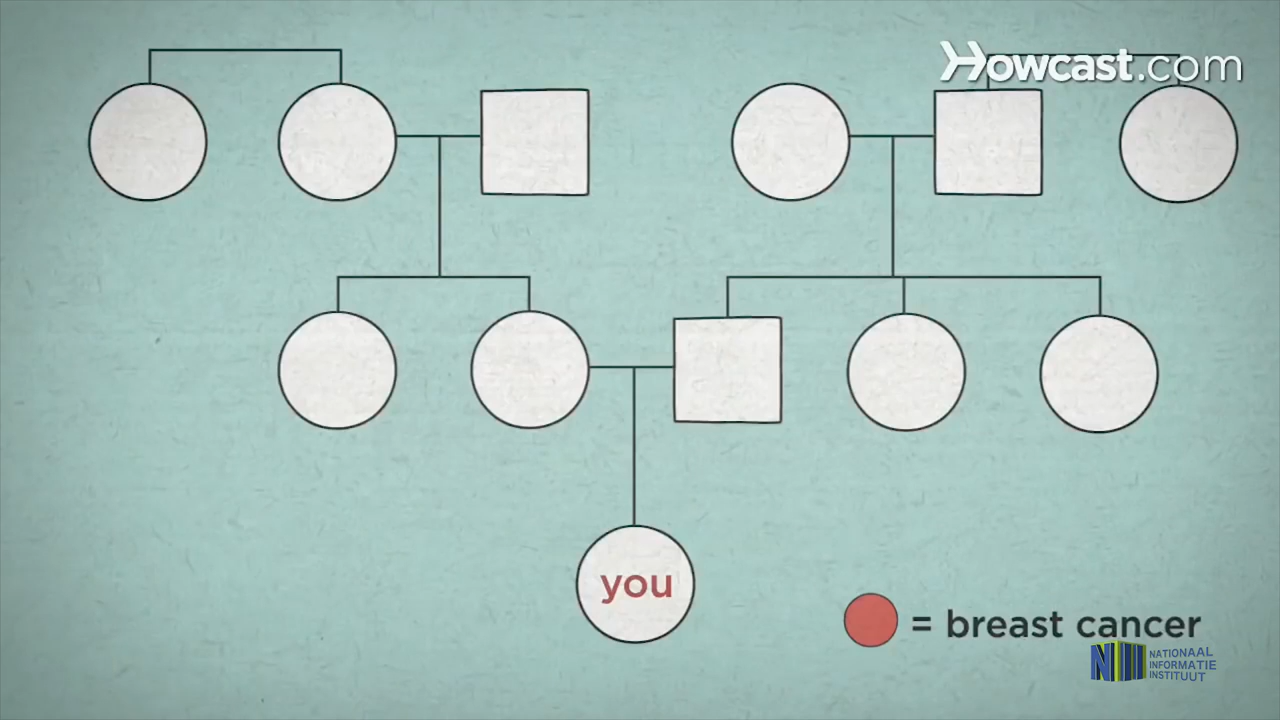 Howcast.com
you
= breast cancer
NATIONAAL
INFORMATIE
INSTITUUT